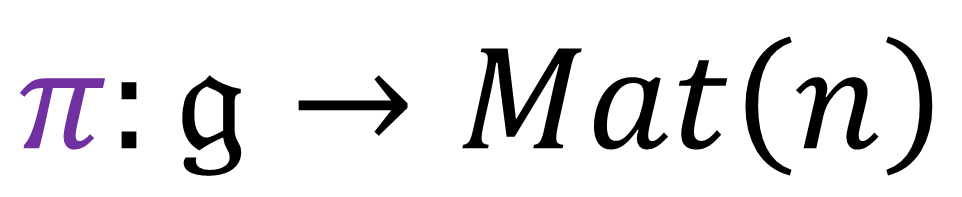 𝜋: 𝔤 → 𝑀𝑎𝑡(𝑛)